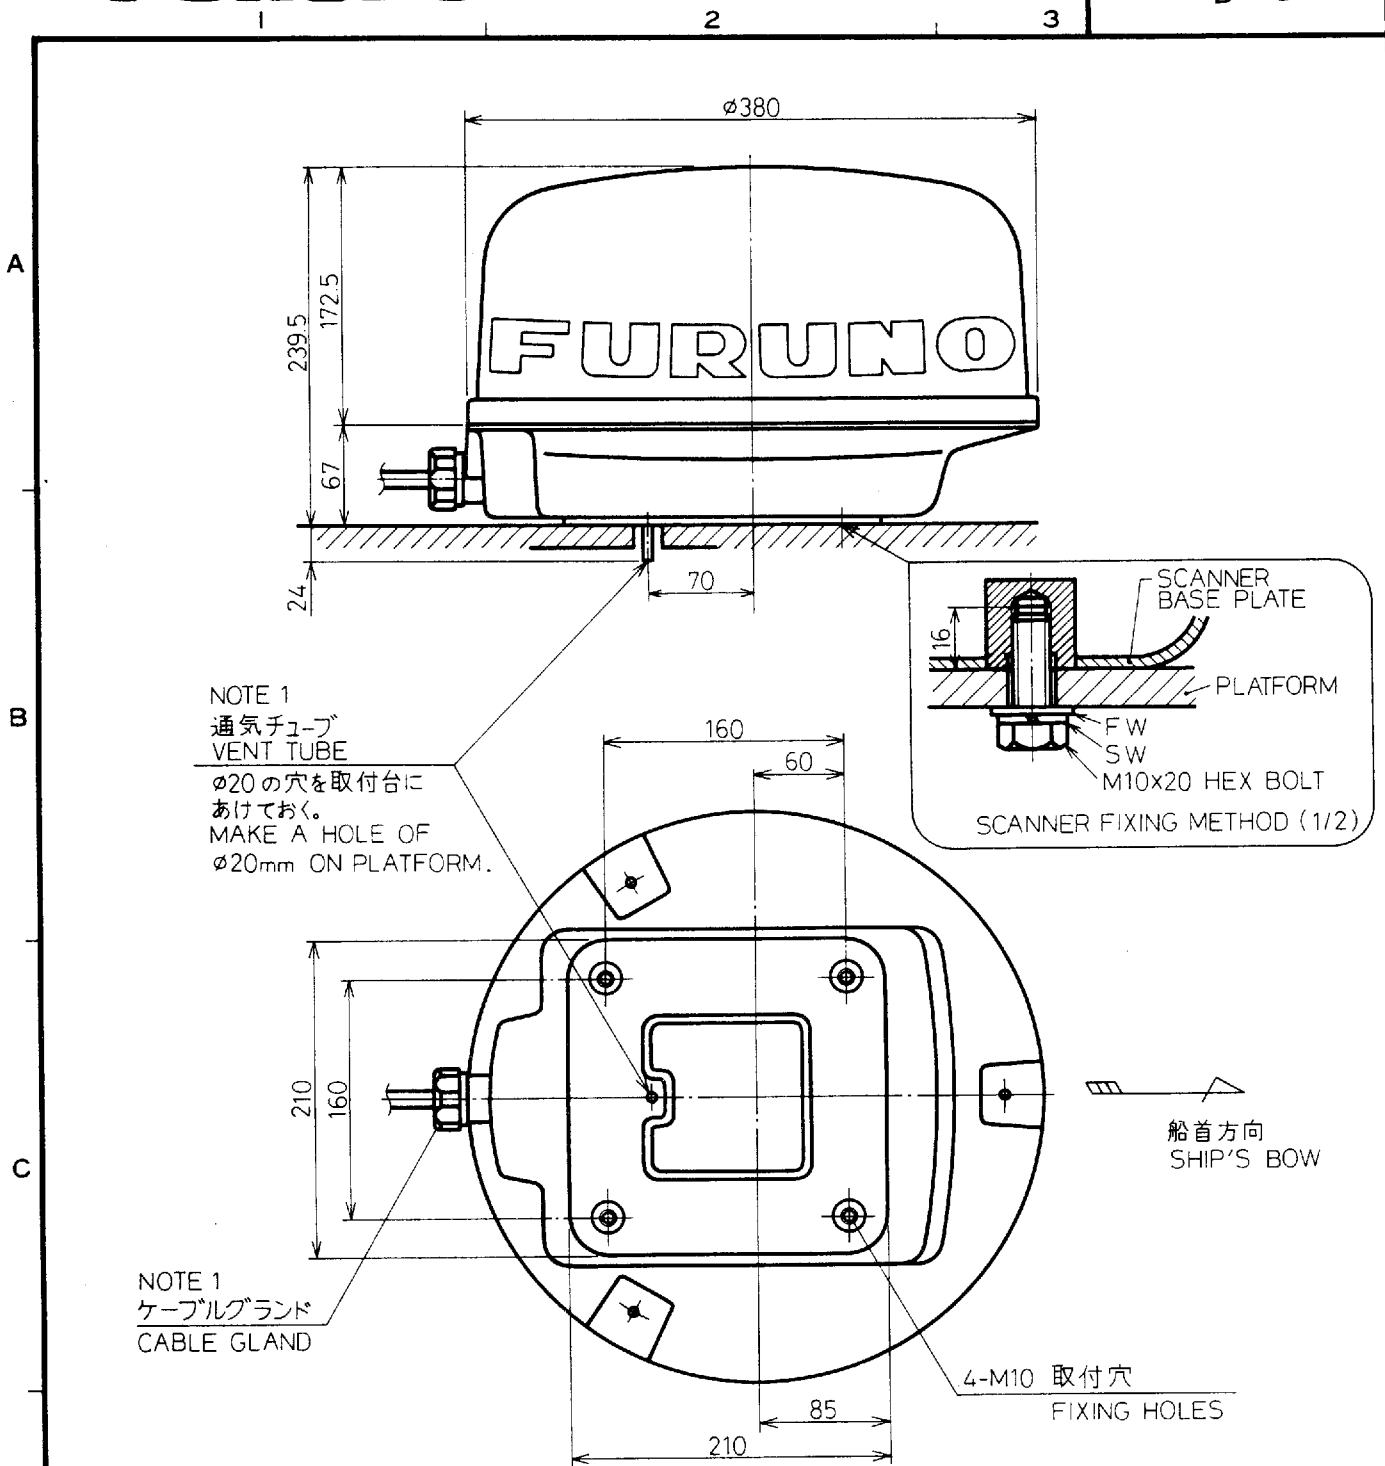 1 2 3
ø380
A
239.5
172.5
FURUNO
67
24
70
SCANNER
BASE PLATE
16
PLATFORM
FW
SW
M10x20 HEX BOLT
SCANNER FIXING METHOD (1/2)
B
NOTE 1
通気チューブ
VENT TUBE
ø20の穴を取付台に
あけておく。
MAKE A HOLE OF
ø20mm ON PLATFORM.
160
60
210
160
船首方向
SHIP'S BOW
C
NOTE 1
ケーブルグランド
CABLE GLAND
4-M10 取付穴
FIXING HOLES
85
210